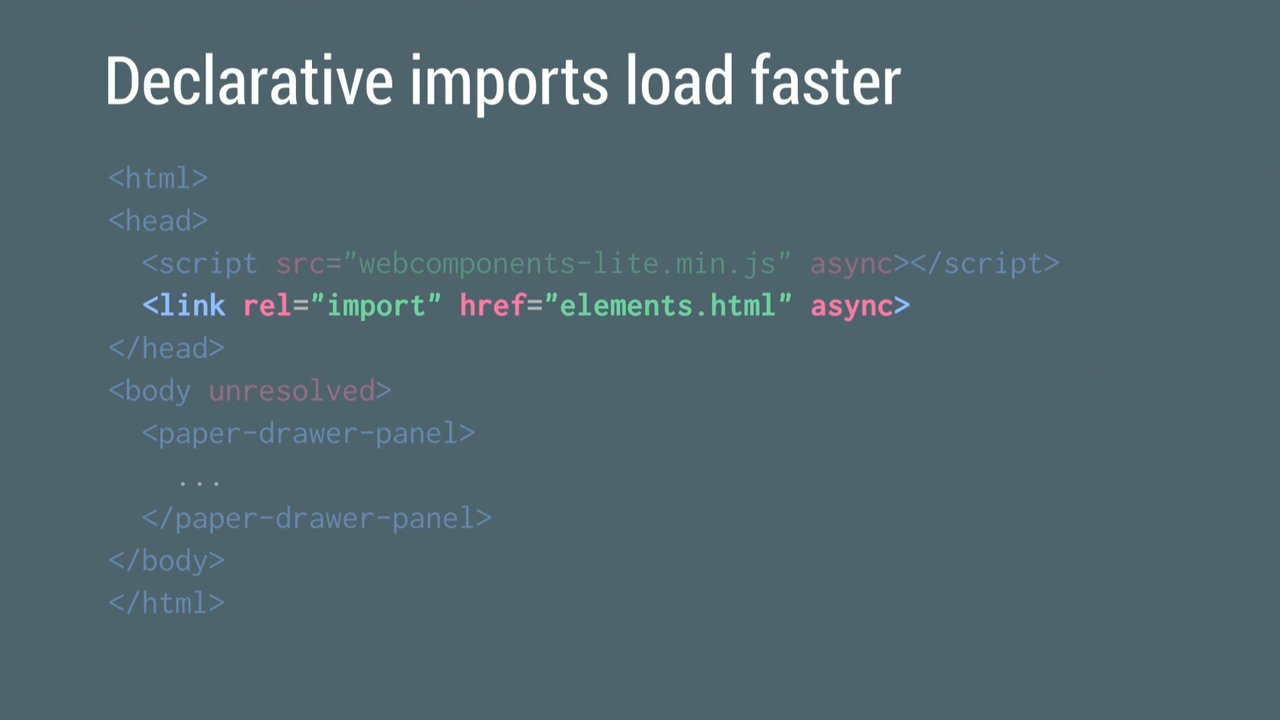 Declarative imports load faster
<html>
<head>
<script src="webcomponents-lite.min.js" async></script>
<link rel="import" href="elements.html" async>
</head>
<body unresolved>
<paper-drawer-panel>
...
</paper-drawer-panel>
</body>
</html>